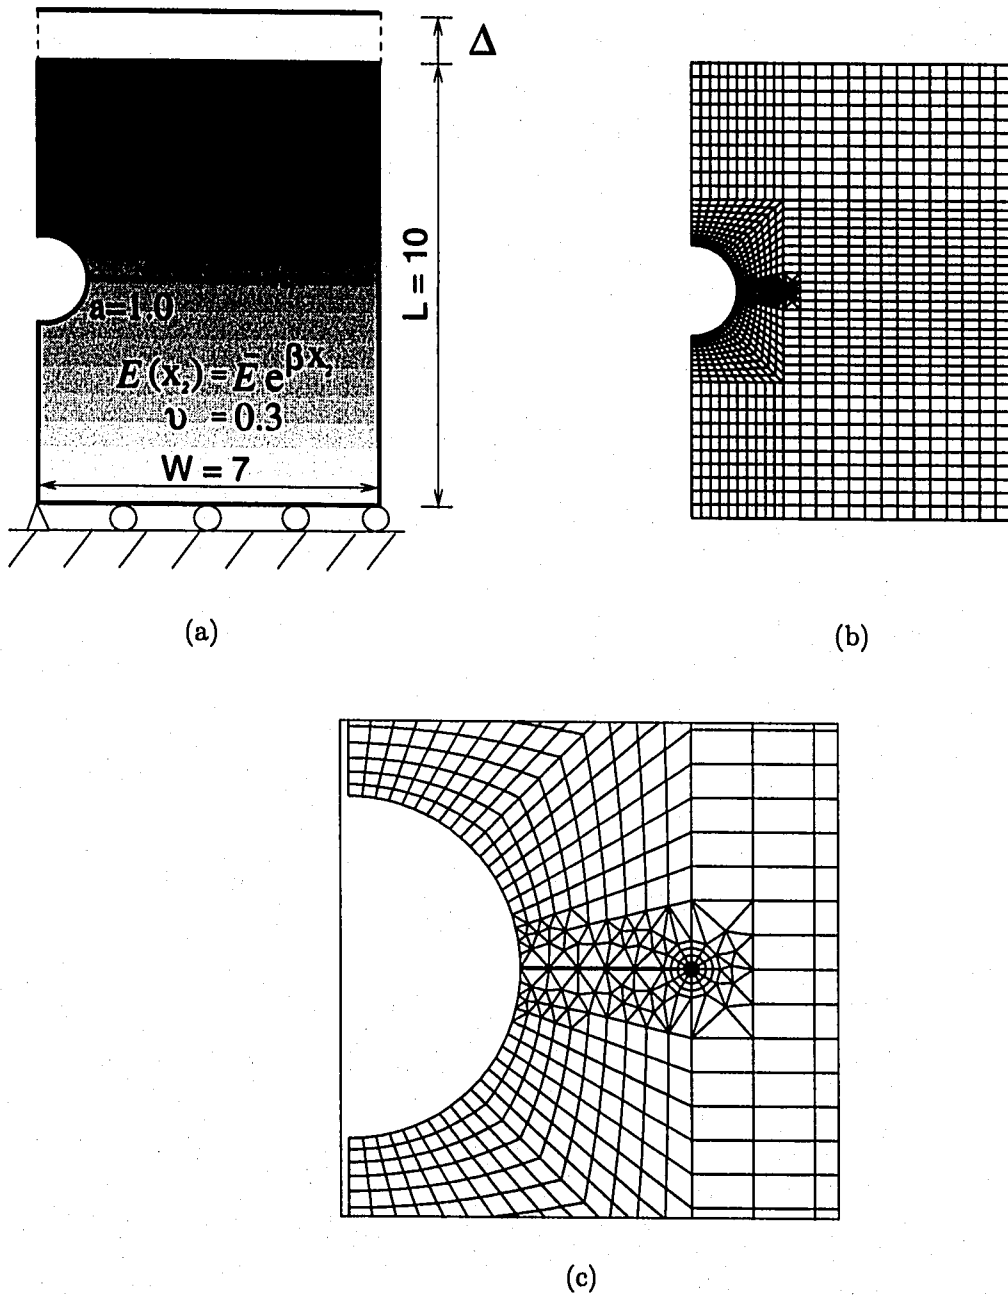 Δ
L = 10
a=1.0
E(x₂) = Ē e^βx₂
υ = 0.3
W = 7
(a)
(b)
(c)